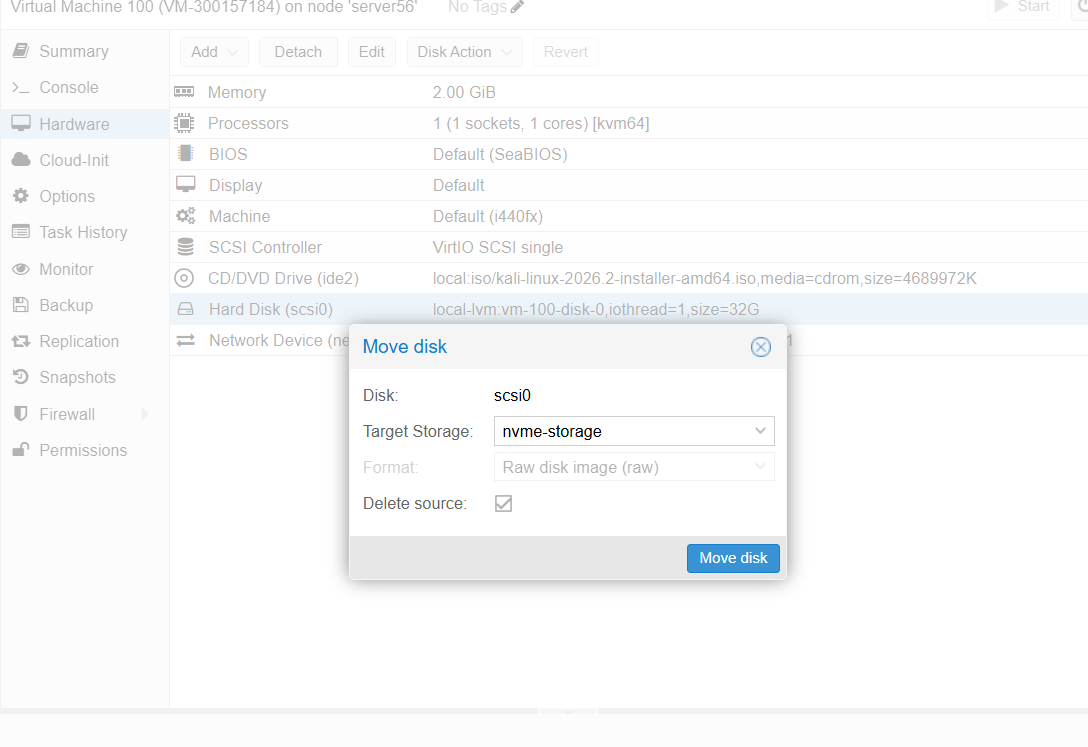 Virtual Machine 100 (VM-300157184) on node 'server56' No Tags Start
Summary
Console
Hardware
Cloud-Init
Options
Task History
Monitor
Backup
Replication
Snapshots
Firewall
Permissions
Add Detach Edit Disk Action Revert
Memory 2.00 GiB
Processors 1 (1 sockets, 1 cores) [kvm64]
BIOS Default (SeaBIOS)
Display Default
Machine Default (i440fx)
SCSI Controller VirtIO SCSI single
CD/DVD Drive (ide2) local:iso/kali-linux-2026.2-installer-amd64.iso,media=cdrom,size=4689972K
Hard Disk (scsi0) local-lvm:vm-100-disk-0,iothread=1,size=32G
Network Device (ne 1
Move disk
Disk: scsi0
Target Storage: nvme-storage
Format: Raw disk image (raw)
Delete source:
Move disk